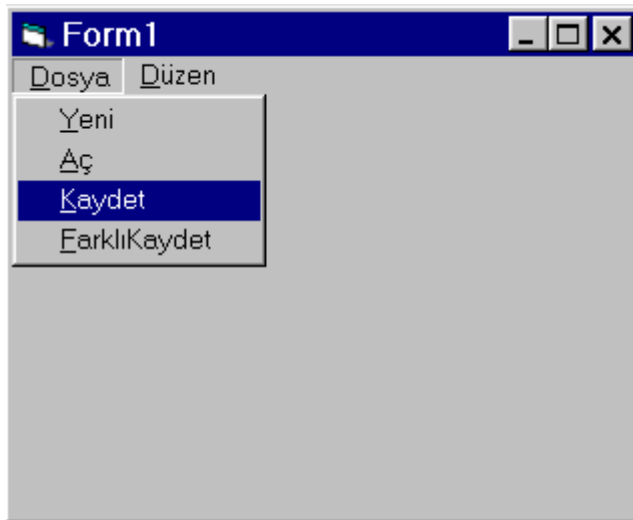 Form1
Dosya Düzen
Yeni
Aç
Kaydet
FarklıKaydet